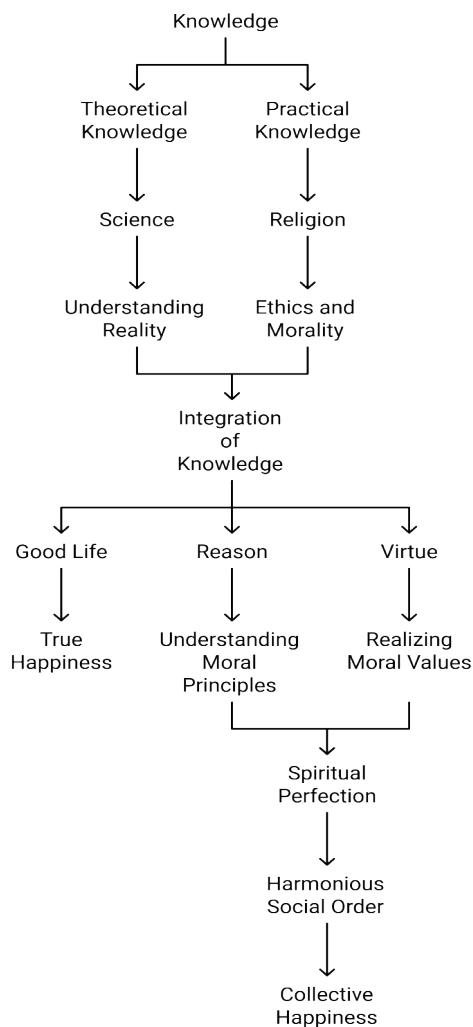 Knowledge
Theoretical
Knowledge
Practical
Knowledge
Science
Religion
Understanding
Reality
Ethics and
Morality
Integration
of
Knowledge
Good Life
Reason
Virtue
True
Happiness
Understanding
Moral
Principles
Realizing
Moral Values
Spiritual
Perfection
Harmonious
Social Order
Collective
Happiness